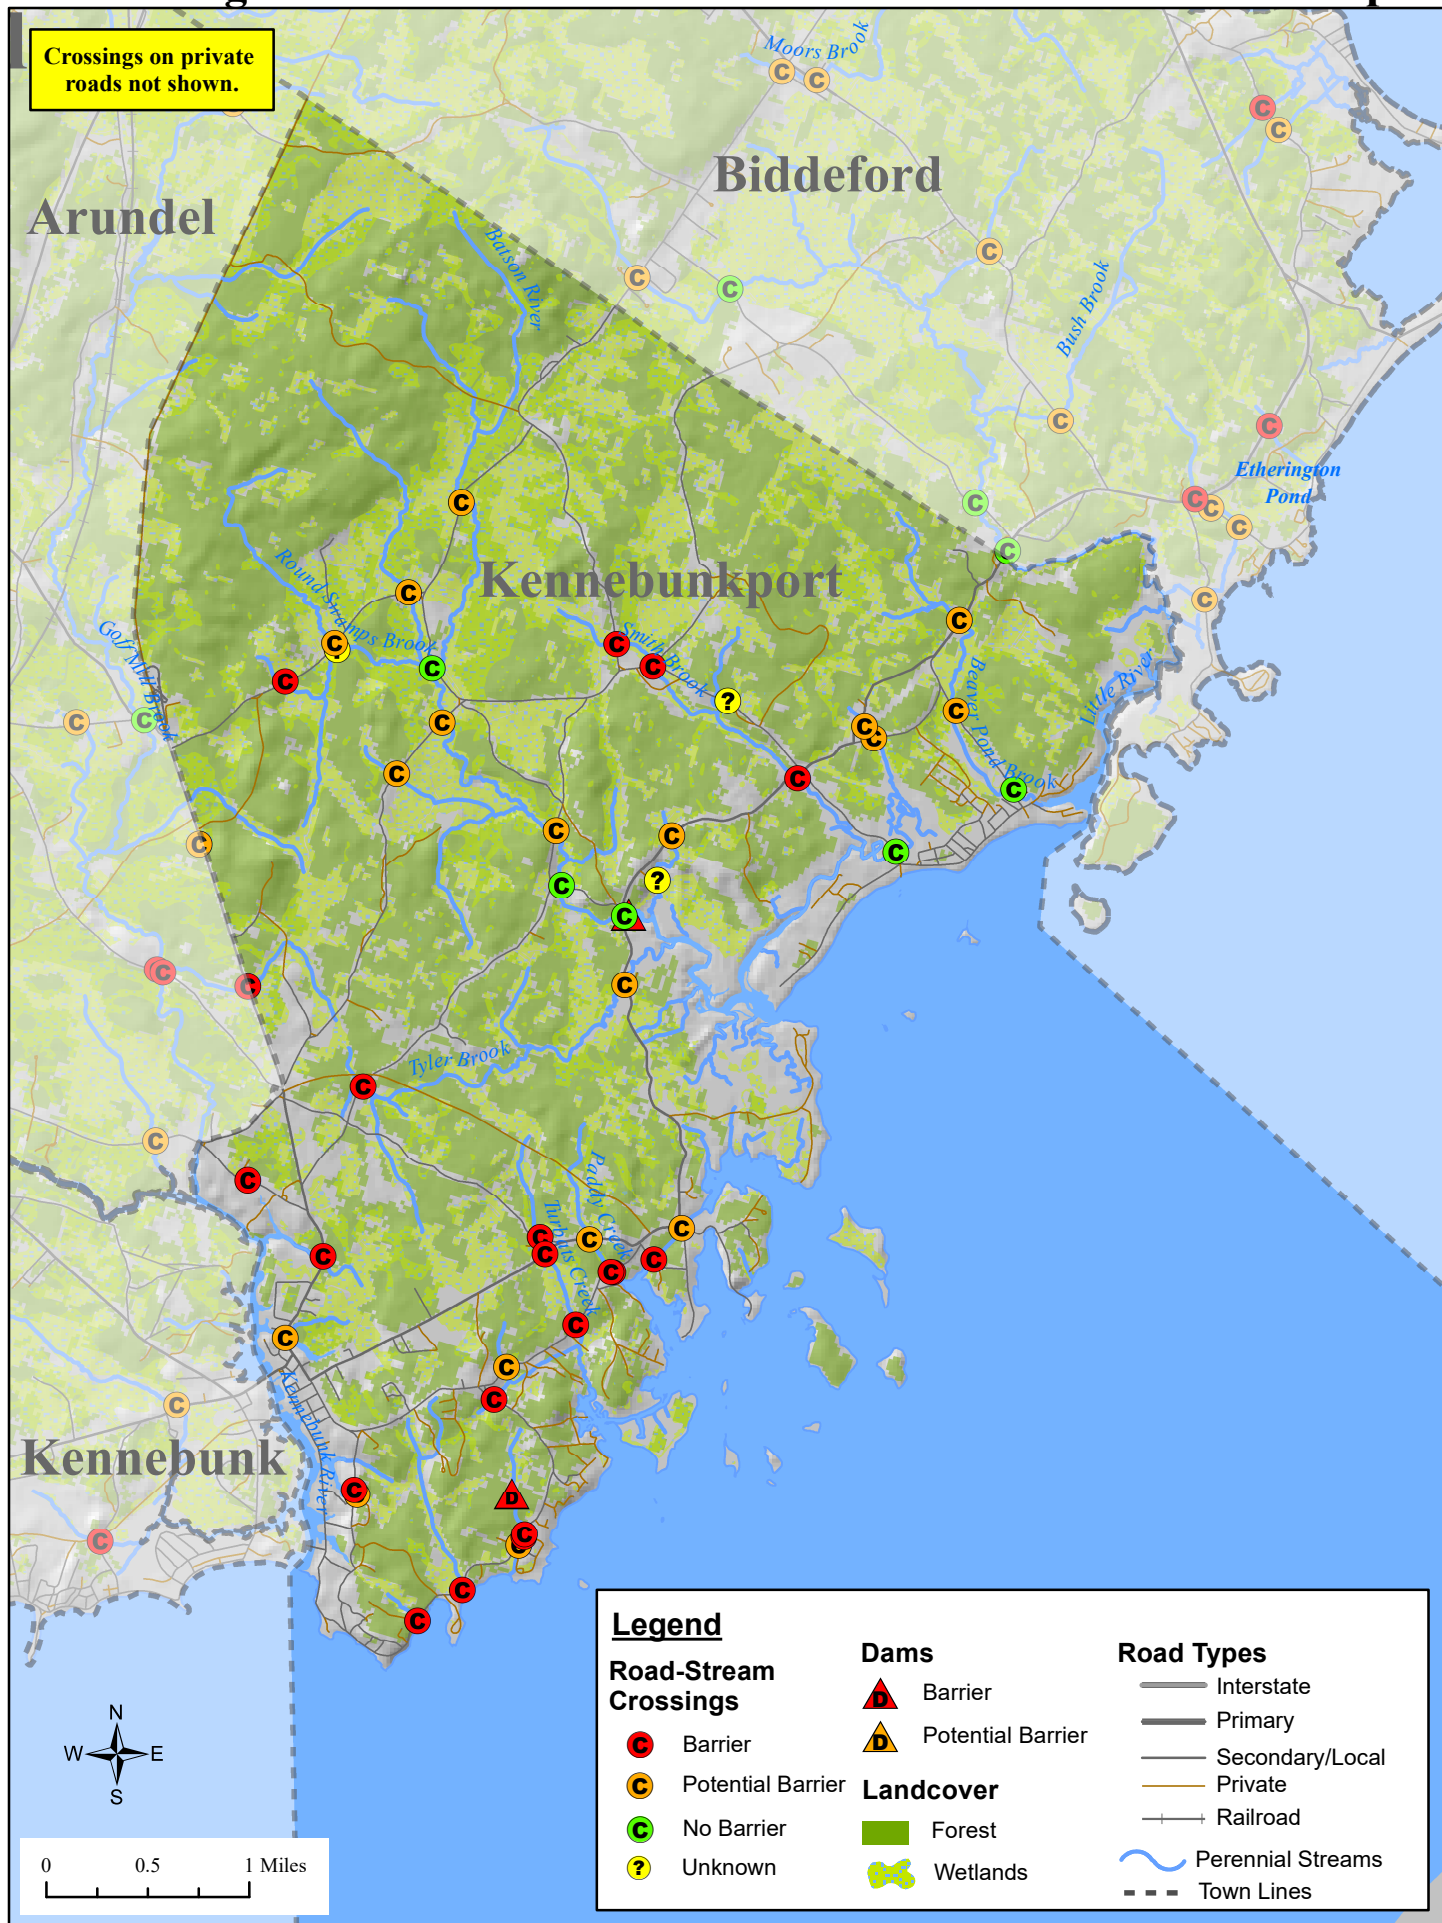 Crossings on private
roads not shown.
Moors Brook
Biddeford
Arundel
Batson River
Bush Brook
Etherington
Pond
Kennebunkport
Round Swamps Brook
Smith Brook
Goff Mill Brook
Beaver Pond Brook
Little River
Tyler Brook
Paddy Creek
Turbats Creek
Kennebunk River
Kennebunk
N
W E
S
0 0.5 1 Miles
Legend
Road-Stream
Crossings
C Barrier
C Potential Barrier
C No Barrier
? Unknown
Dams
D Barrier
D Potential Barrier
Landcover
Forest
Wetlands
Road Types
Interstate
Primary
Secondary/Local
Private
Railroad
Perennial Streams
Town Lines